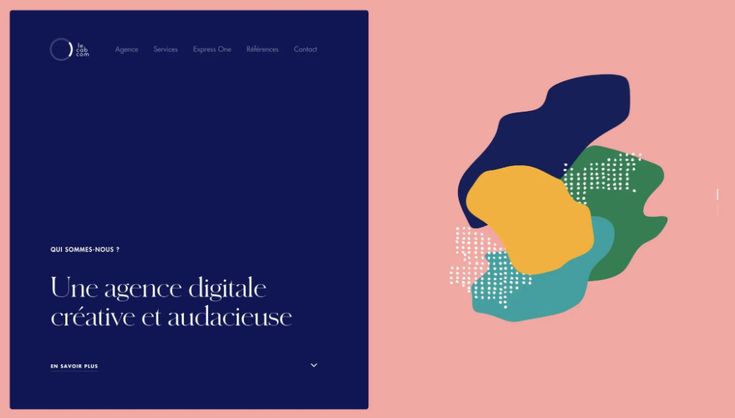 le
cab
com
Agence Services Express One Références Contact
QUI SOMMES-NOUS ?
Une agence digitale
créative et audacieuse
EN SAVOIR PLUS